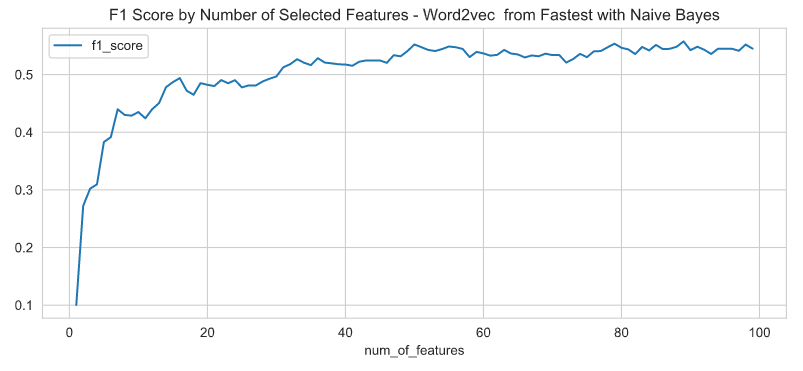 F1 Score by Number of Selected Features - Word2vec  from Fastest with Naive Bayes
f1_score
0.5
0.4
0.3
0.2
0.1
0 20 40 60 80 100
num_of_features